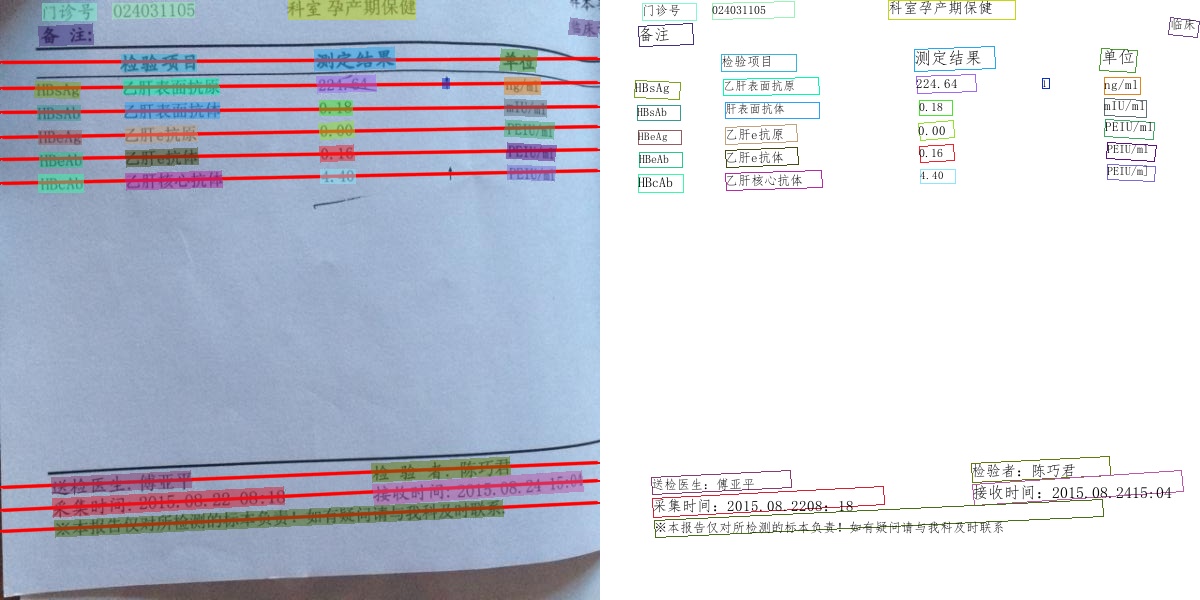 门诊号 024031105 科室 孕产期保健
备 注: 临床
检验项目 测定结果 单位
HBsAg 乙肝表面抗原 224.64 ng/ml
HBsAb 乙肝表面抗体 0.18 mIU/ml
HBeAg 乙肝e抗原 0.00 PEIU/ml
HBeAb 乙肝e抗体 0.16 PEIU/ml
HBcAb 乙肝核心抗体 4.40 ↑ PEIU/ml
送检医生: 傅亚平 检 验 者: 陈巧君
采集时间: 2015.08.22 08:18 接收时间: 2015.08.24 15:04
※本报告仅对所检测的标本负责! 如有疑问请与我科及时联系
门诊号 024031105 科室孕产期保健
备注 临床
检验项目 测定结果 单位
HBsAg 乙肝表面抗原 224.64 1 ng/ml
HBsAb 肝表面抗体 0.18 mIU/ml
HBeAg 乙肝e抗原 0.00 PEIU/ml
HBeAb 乙肝e抗体 0.16 PEIU/ml
HBcAb 乙肝核心抗体 4.40 PEIU/ml
送检医生: 傅亚平 检验者: 陈巧君
采集时间: 2015.08.2208: 18 接收时间: 2015.08.2415:04
※本报告仅对所检测的标本负责! 如有疑问请与我科及时联系